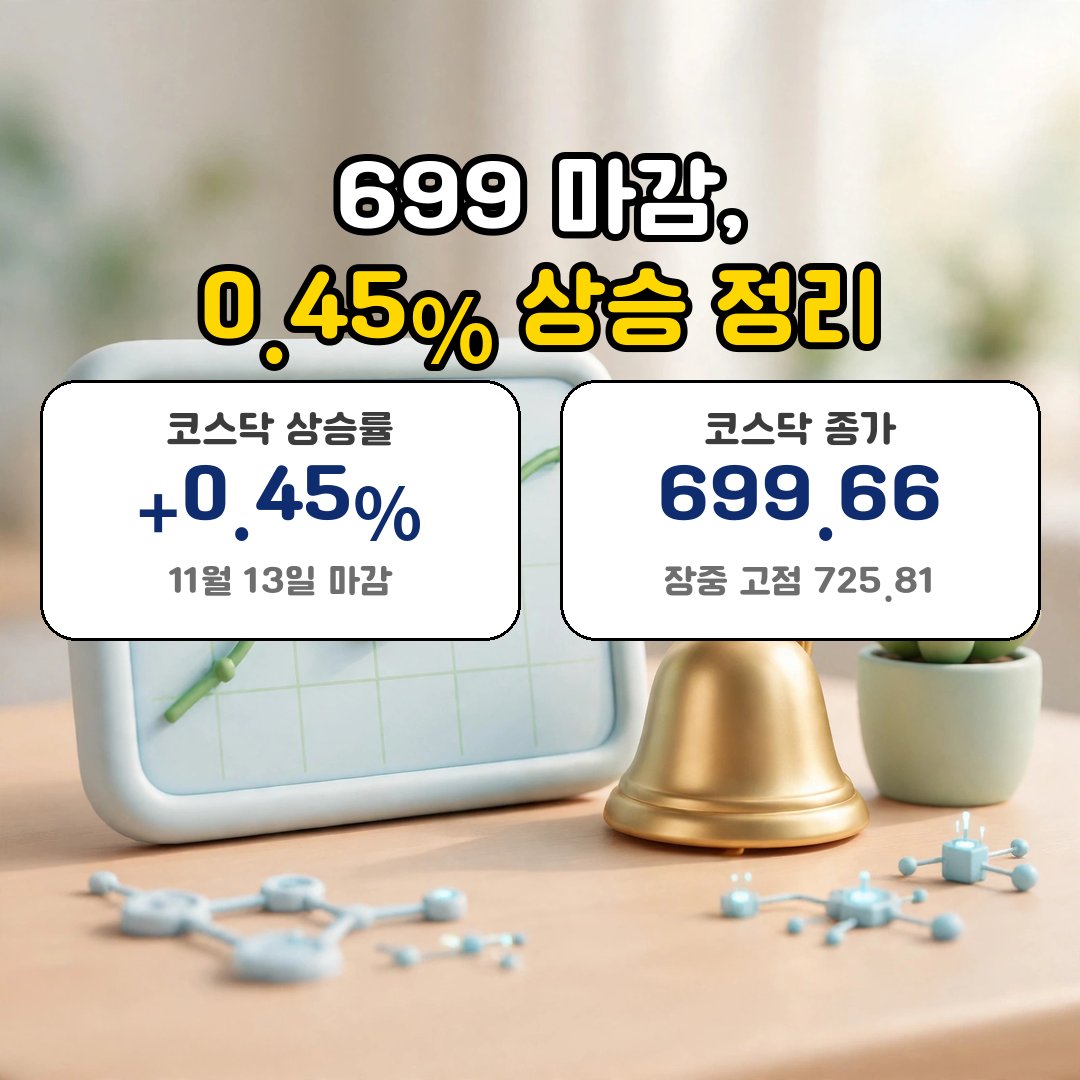 699 마감,
0.45% 상승 정리
코스닥 상승률
+0.45%
11월 13일 마감
코스닥 종가
699.66
장중 고점 725.81